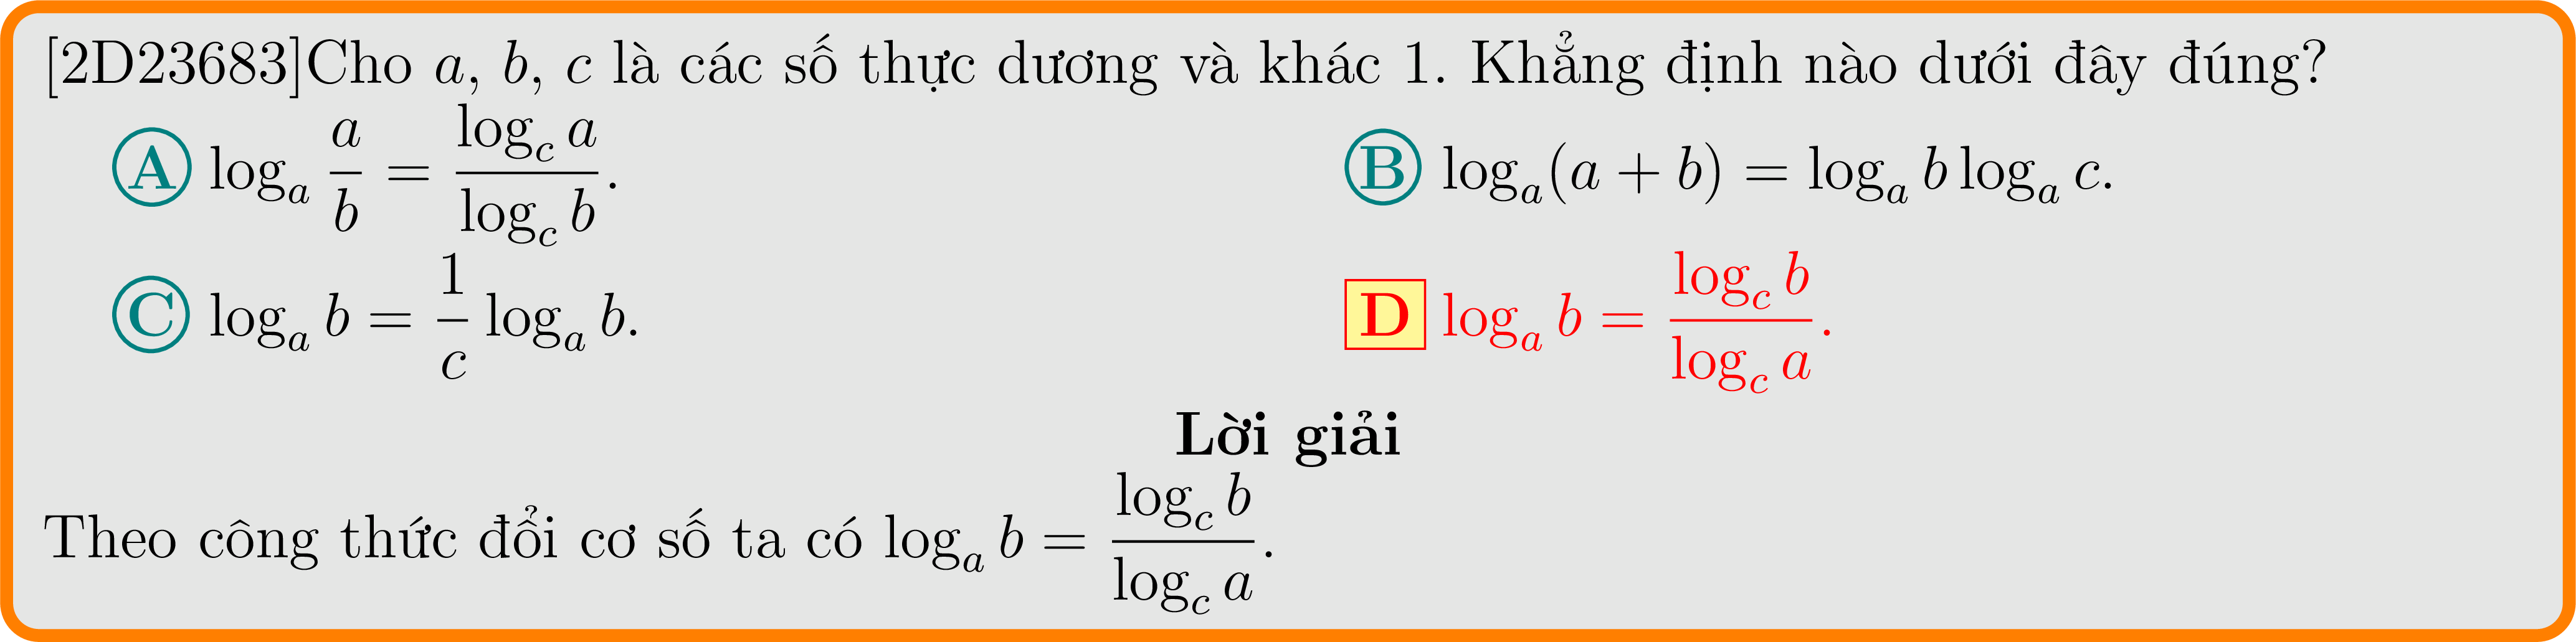 [2D23683]Cho a, b, c là các số thực dương và khác 1. Khẳng định nào dưới đây đúng?
A log_a \frac{a}{b} = \frac{log_c a}{log_c b}. B log_a(a + b) = log_a b log_a c.
C log_a b = \frac{1}{c} log_a b. D log_a b = \frac{log_c b}{log_c a}.
Lời giải
Theo công thức đổi cơ số ta có log_a b = \frac{log_c b}{log_c a}.